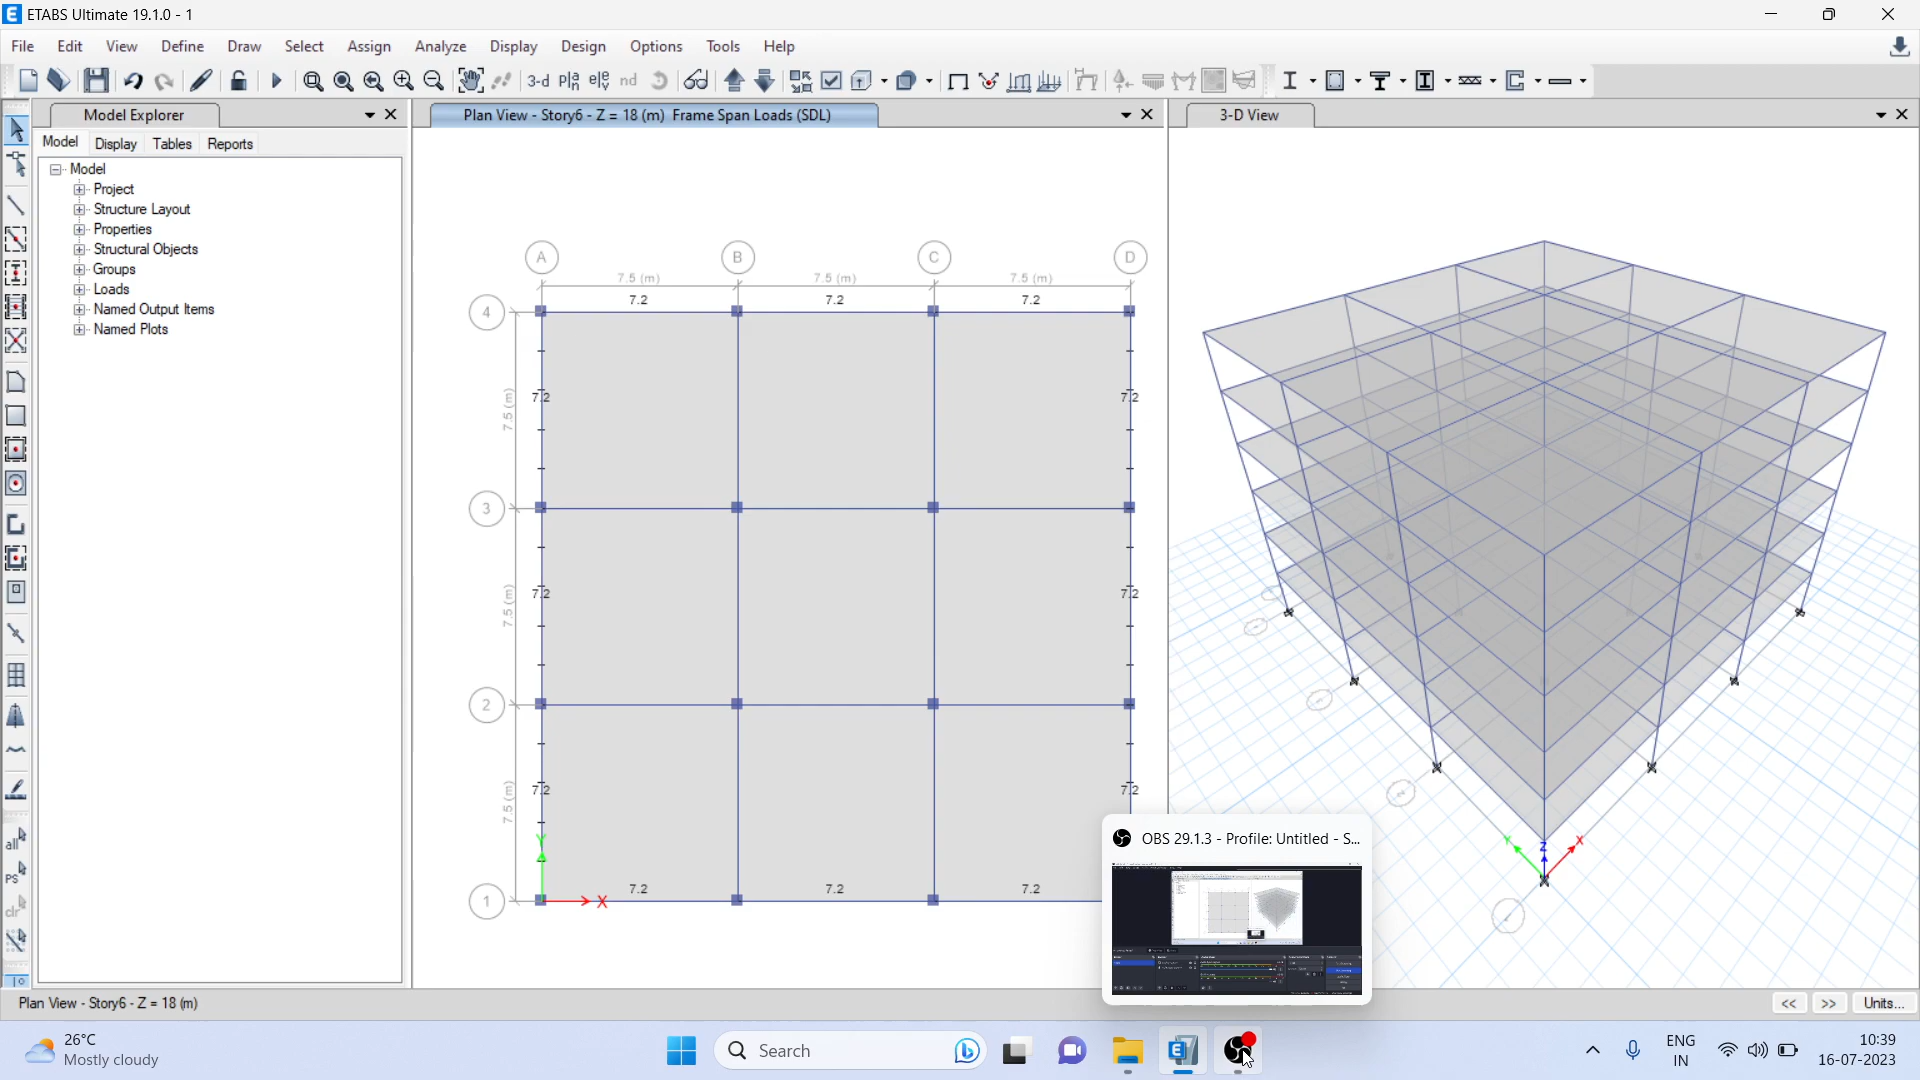 ETABS Ultimate 19.1.0 - 1
File Edit View Define Draw Select Assign Analyze Display Design Options Tools Help
3-d nd
Model Explorer
Plan View - Story6 - Z = 18 (m) Frame Span Loads (SDL)
3-D View
Model Display Tables Reports
Model
Project
Structure Layout
Properties
Structural Objects
Groups
Loads
Named Output Items
Named Plots
A B C D
7.5 (m) 7.5 (m) 7.5 (m)
7.2 7.2 7.2
4
7.5 (m) 7.2 7.2
3
7.5 (m) 7.2 7.2
2
7.5 (m) 7.2 7.2
Y
7.2 7.2 7.2
1 X
Y Z X
all
PS
clr
OBS 29.1.3 - Profile: Untitled - S...
Plan View - Story6 - Z = 18 (m)
<< >> Units...
26°C
Mostly cloudy
Search
ENG
IN
10:39
16-07-2023